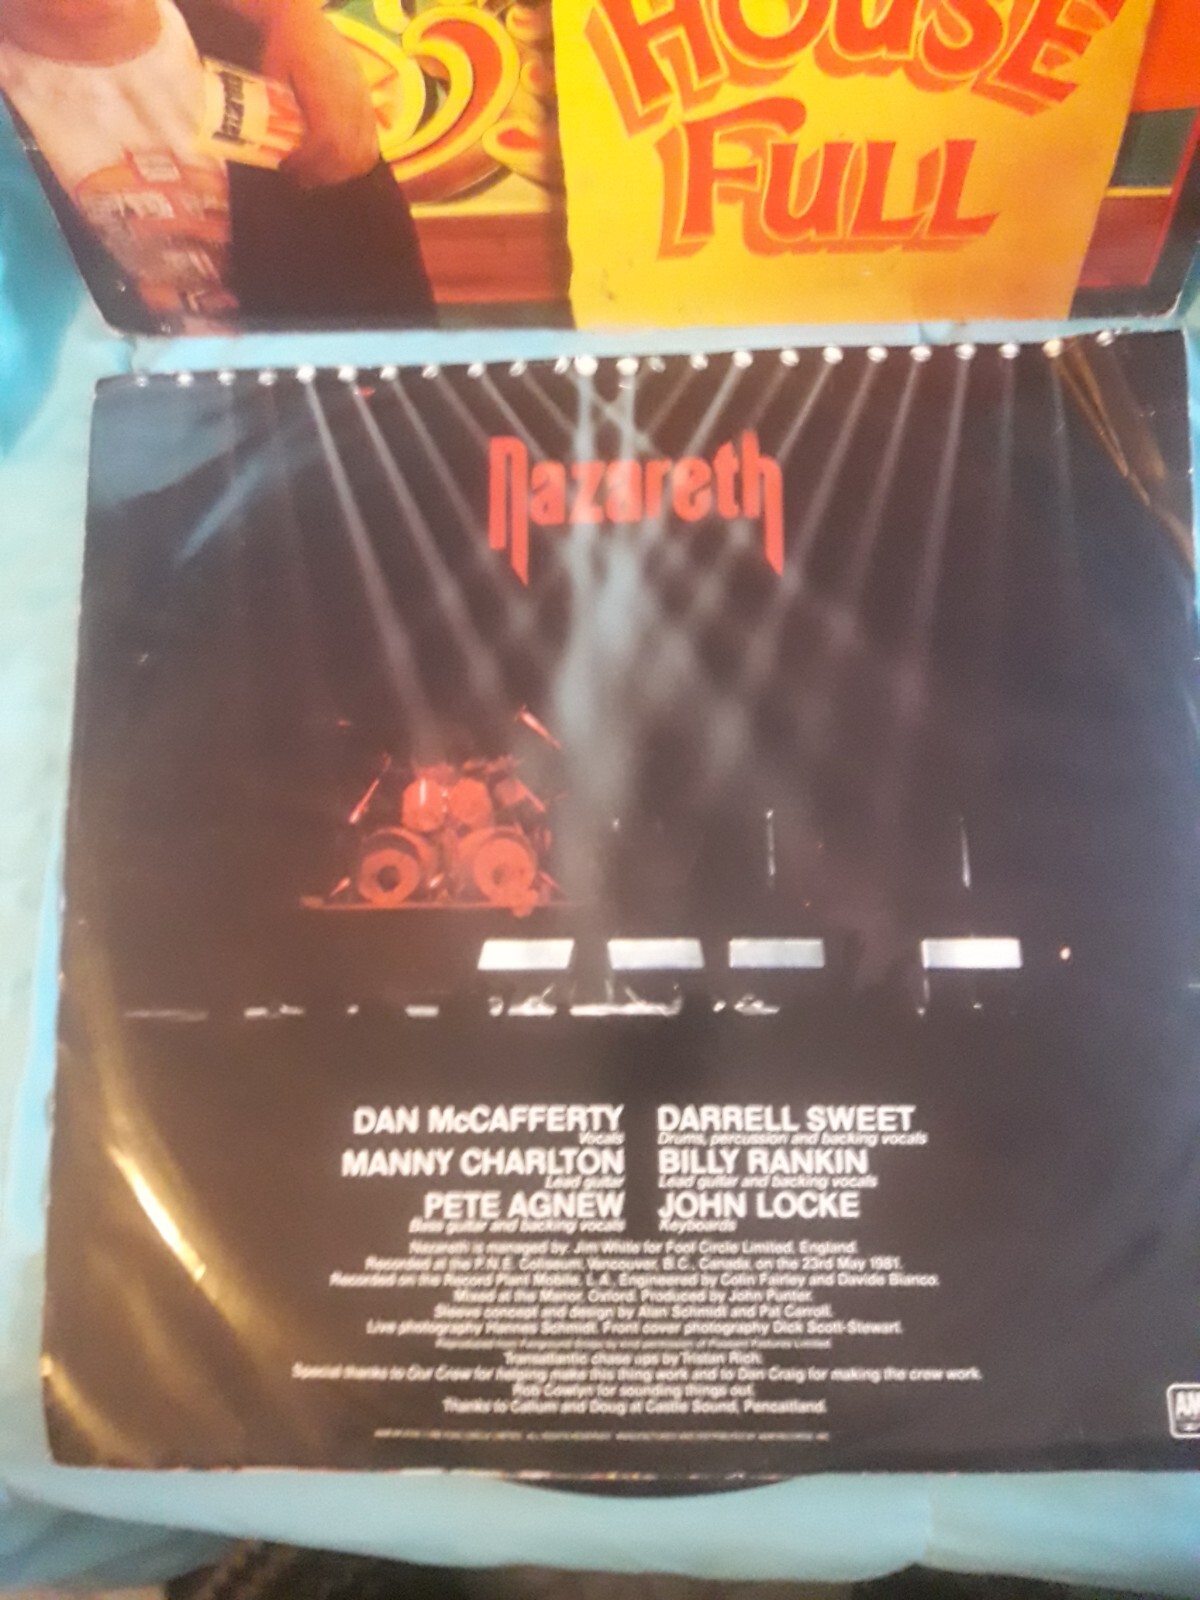 HOUSE
FULL
Nazareth
Nazareth
DAN McCAFFERTY
Vocals
MANNY CHARLTON
Lead guitar
PETE AGNEW
Bass guitar and backing vocals
DARRELL SWEET
Drums, percussion and backing vocals
BILLY RANKIN
Lead guitar and backing vocals
JOHN LOCKE
Keyboards
Nazareth is managed by: Jim White for Fool Circle Limited, England.
Recorded at the P.N.E. Coliseum, Vancouver, B.C., Canada, on the 23rd May 1981.
Recorded on the Record Plant Mobile, L.A. Engineered by Colin Fairley and Davide Bianco.
Mixed at the Manor, Oxford. Produced by John Punter.
Sleeve concept and design by Alan Schmidt and Pat Carroll.
Live photography Hannes Schmidt. Front cover photography Dick Scott-Stewart.
by kind permission of
Transatlantic chase ups by Tristan Rich.
Special thanks to Our Crew for helping make this thing work and to Dan Craig for making the crew work.
Rob Cowlyn for sounding things out.
Thanks to Callum and Doug at Castle Sound, Pencaitland.
AM